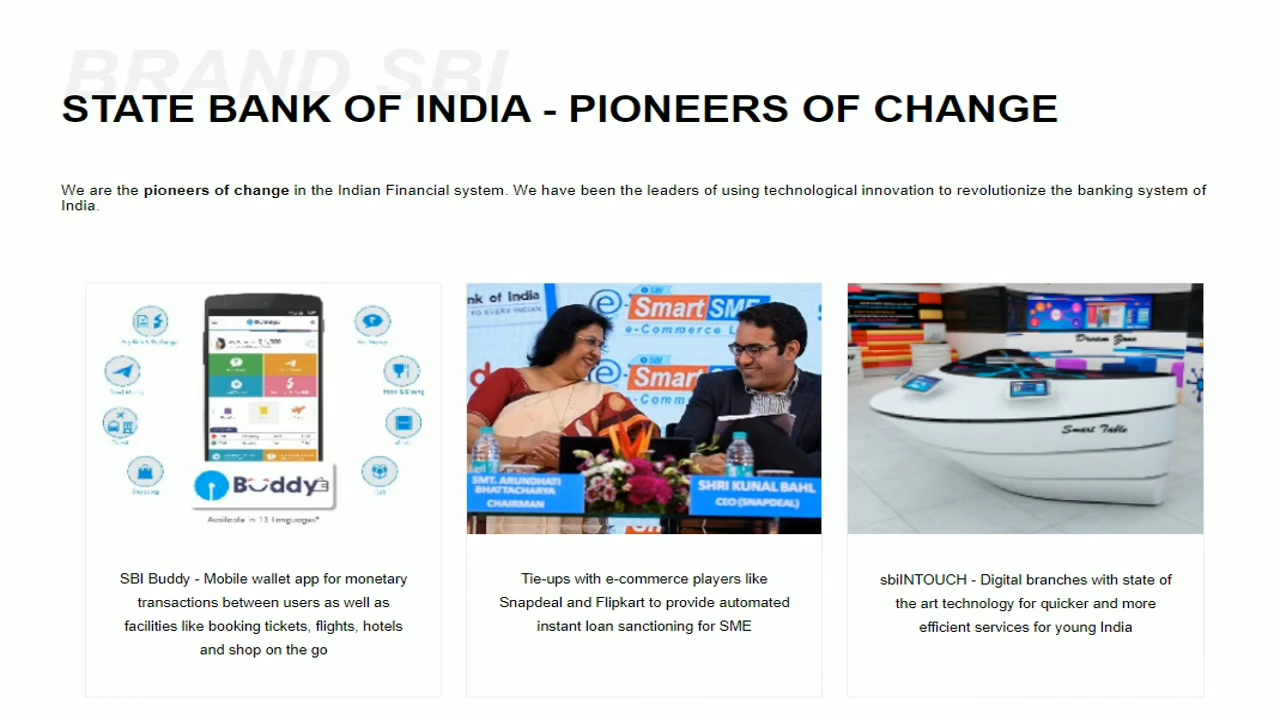 BRAND SBI
STATE BANK OF INDIA - PIONEERS OF CHANGE
We are the pioneers of change in the Indian Financial system. We have been the leaders of using technological innovation to revolutionize the banking system of
India.
Buddy
Available in 13 languages*
nk of India
TO EVERY INDIAN
SBI
e-Smart SME
e-Commerce L
SBI
e-Smart
e-Comm
SMT. ARUNDHATI
BHATTACHARYA
CHAIRMAN
SHRI KUNAL BAHL
CEO (SNAPDEAL)
Dream Zone
Smart Table
SBI Buddy - Mobile wallet app for monetary
transactions between users as well as
facilities like booking tickets, flights, hotels
and shop on the go
Tie-ups with e-commerce players like
Snapdeal and Flipkart to provide automated
instant loan sanctioning for SME
sbiINTOUCH - Digital branches with state of
the art technology for quicker and more
efficient services for young India